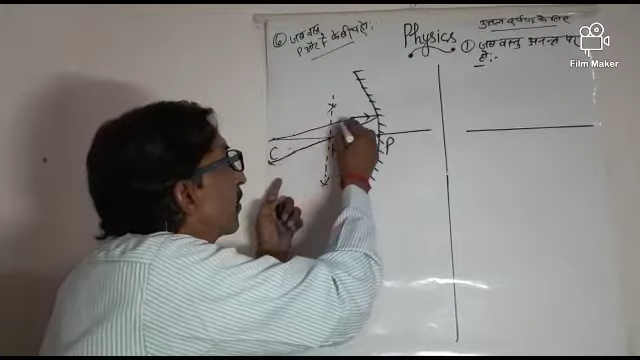 ⑥ जब वस्तु
P और F के बीच हो:-
Physics
उत्तल दर्पण के लिए
① जब वस्तु अनन्त पर
हो:-
C
P
Film Maker